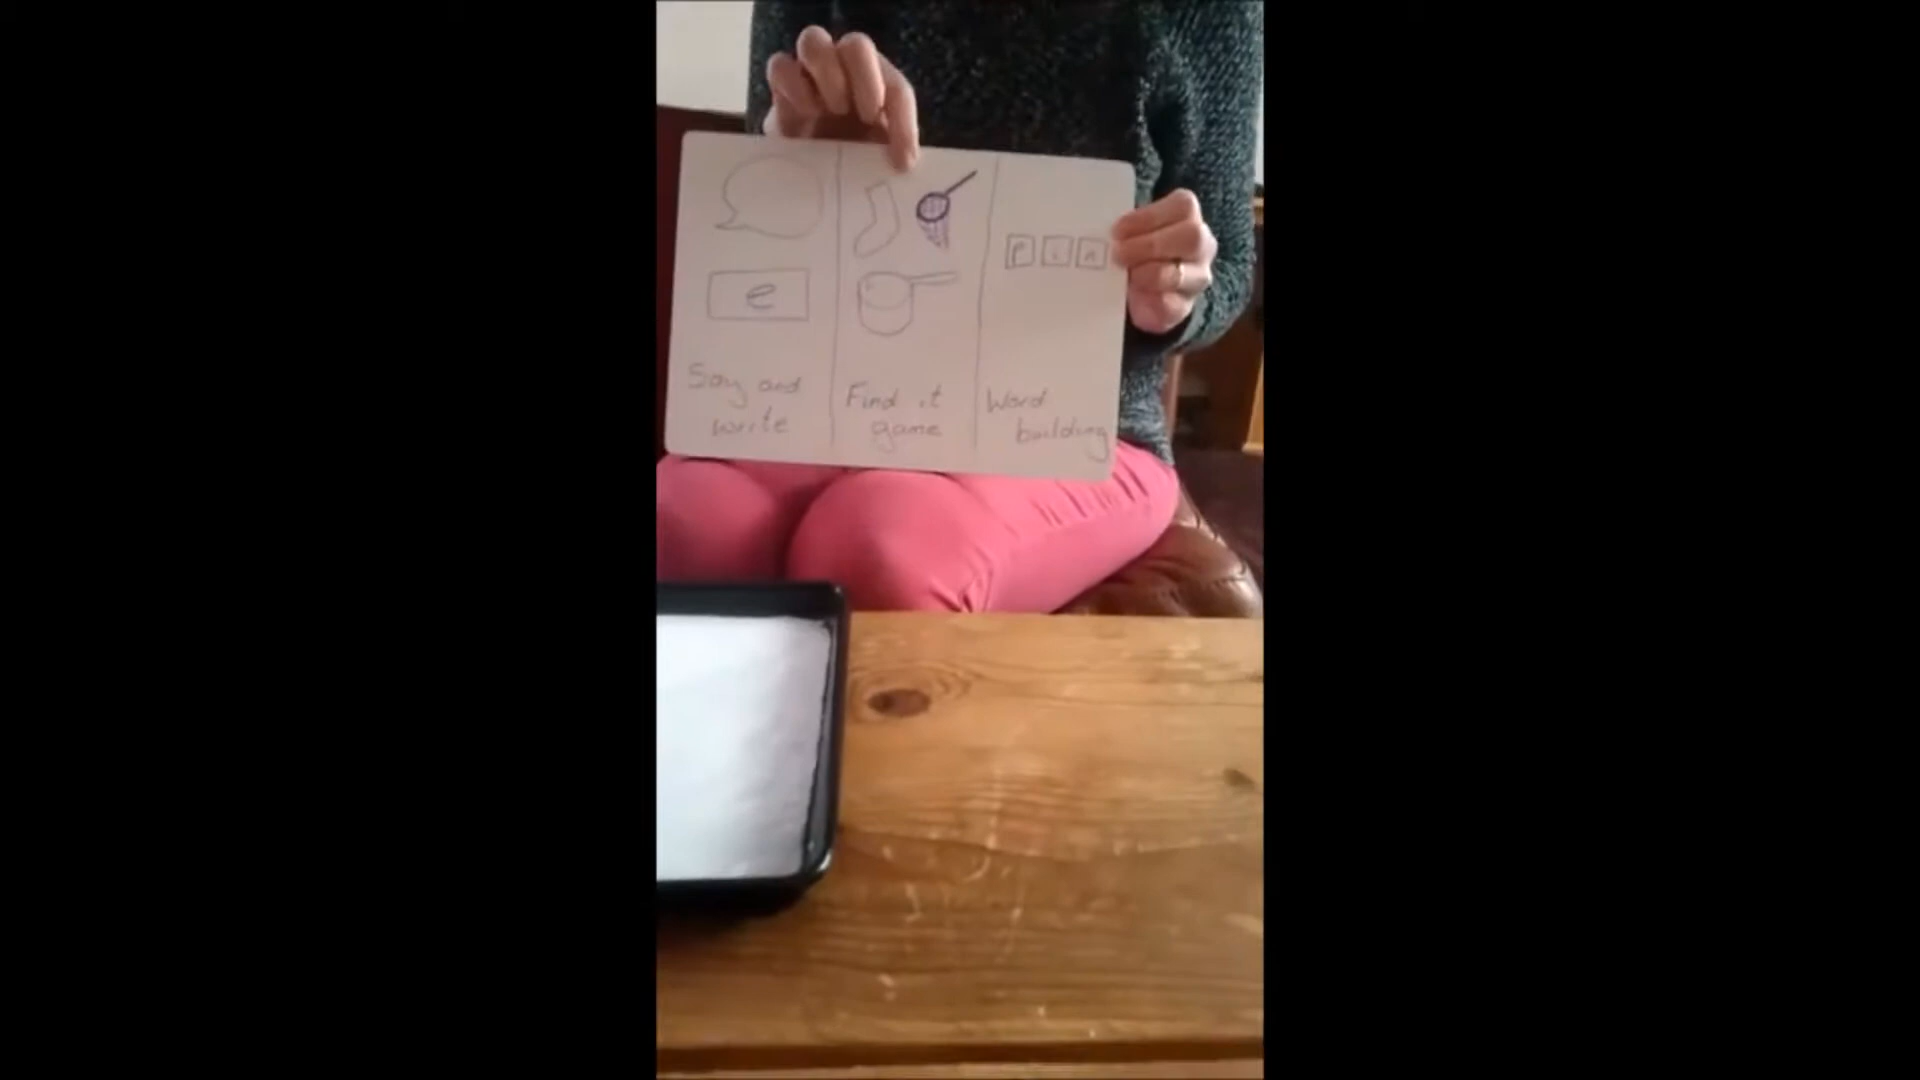 e
Say and
write
Find it
game
p i n
Word
building